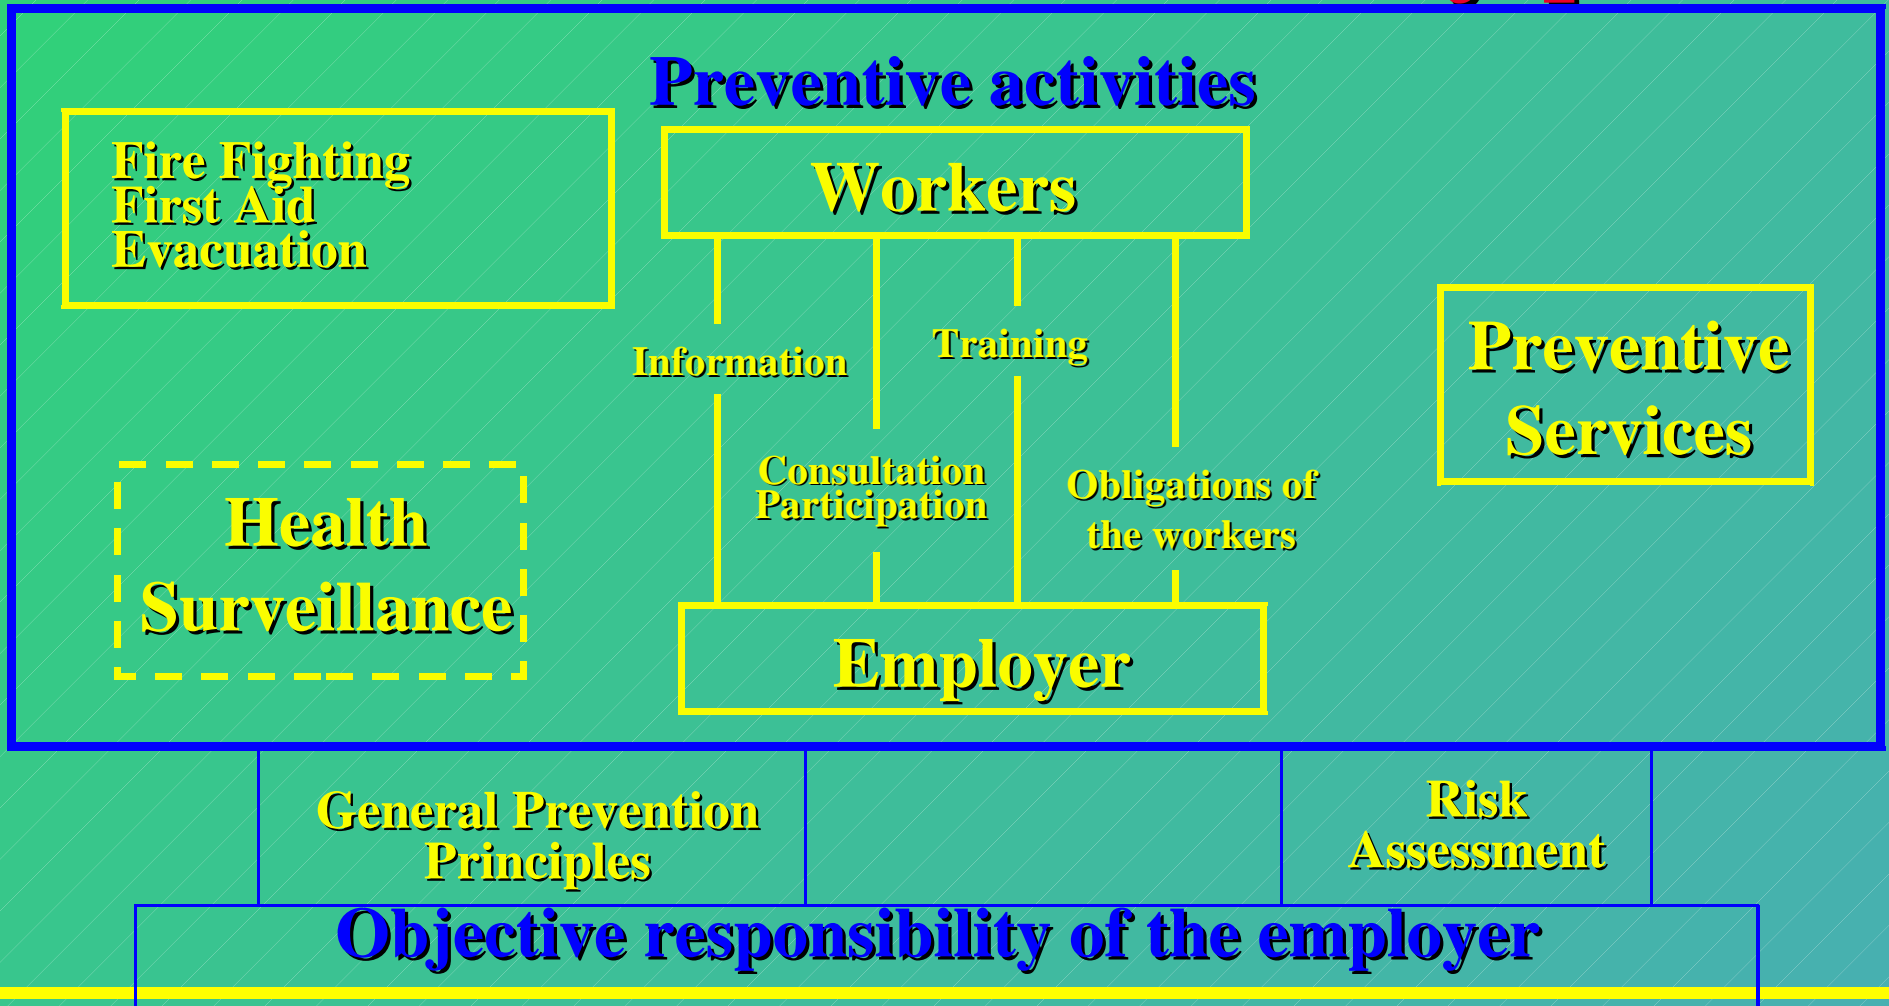 Preventive activities
Fire Fighting
First Aid
Evacuation
Workers
Information
Training
Consultation
Participation
Obligations of
the workers
Preventive
Services
Health
Surveillance
Employer
General Prevention
Principles
Risk
Assessment
Objective responsibility of the employer